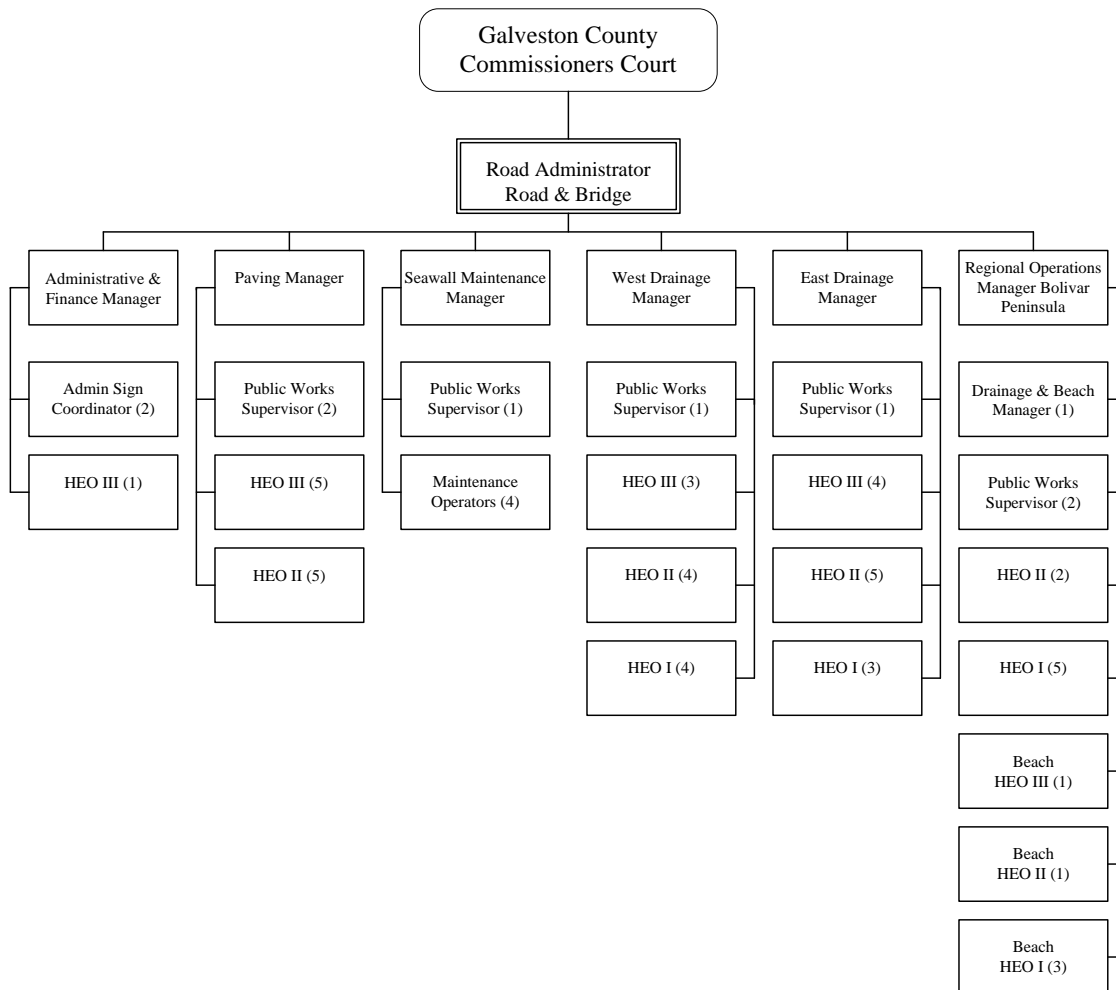 Galveston County
Commissioners Court
Road Administrator
Road & Bridge
Administrative &
Finance Manager
Admin Sign
Coordinator (2)
HEO III (1)
Paving Manager
Public Works
Supervisor (2)
HEO III (5)
HEO II (5)
Seawall Maintenance
Manager
Public Works
Supervisor (1)
Maintenance
Operators (4)
West Drainage
Manager
Public Works
Supervisor (1)
HEO III (3)
HEO II (4)
HEO I (4)
East Drainage
Manager
Public Works
Supervisor (1)
HEO III (4)
HEO II (5)
HEO I (3)
Regional Operations
Manager Bolivar
Peninsula
Drainage & Beach
Manager (1)
Public Works
Supervisor (2)
HEO II (2)
HEO I (5)
Beach
HEO III (1)
Beach
HEO II (1)
Beach
HEO I (3)